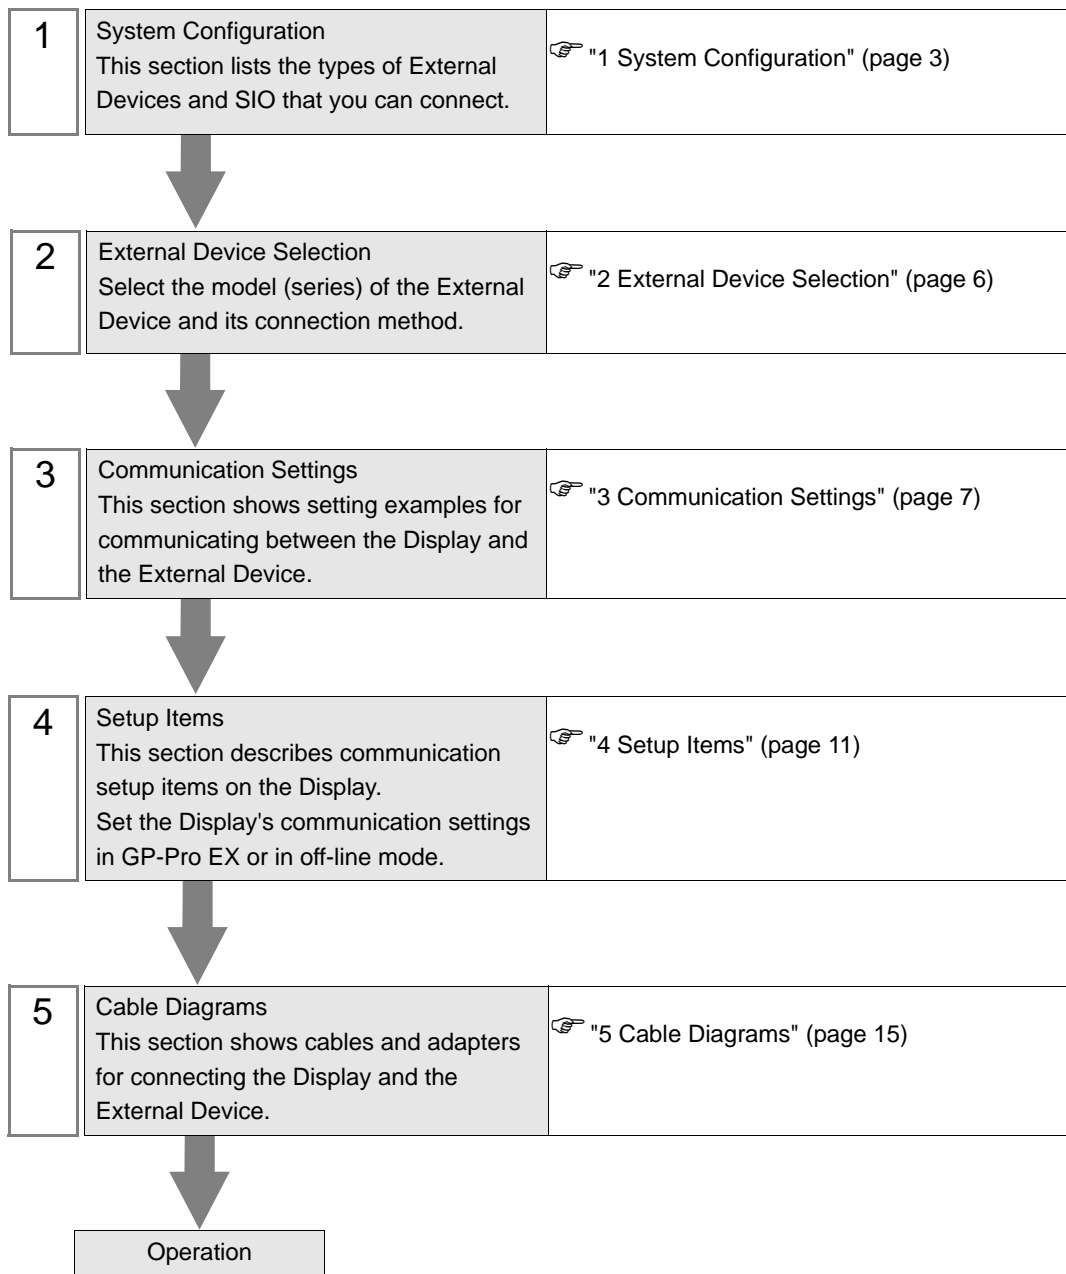 1
System Configuration
This section lists the types of External
Devices and SIO that you can connect.
"1 System Configuration" (page 3)
2
External Device Selection
Select the model (series) of the External
Device and its connection method.
"2 External Device Selection" (page 6)
3
Communication Settings
This section shows setting examples for
communicating between the Display and
the External Device.
"3 Communication Settings" (page 7)
4
Setup Items
This section describes communication
setup items on the Display.
Set the Display's communication settings
in GP-Pro EX or in off-line mode.
"4 Setup Items" (page 11)
5
Cable Diagrams
This section shows cables and adapters
for connecting the Display and the
External Device.
"5 Cable Diagrams" (page 15)
Operation